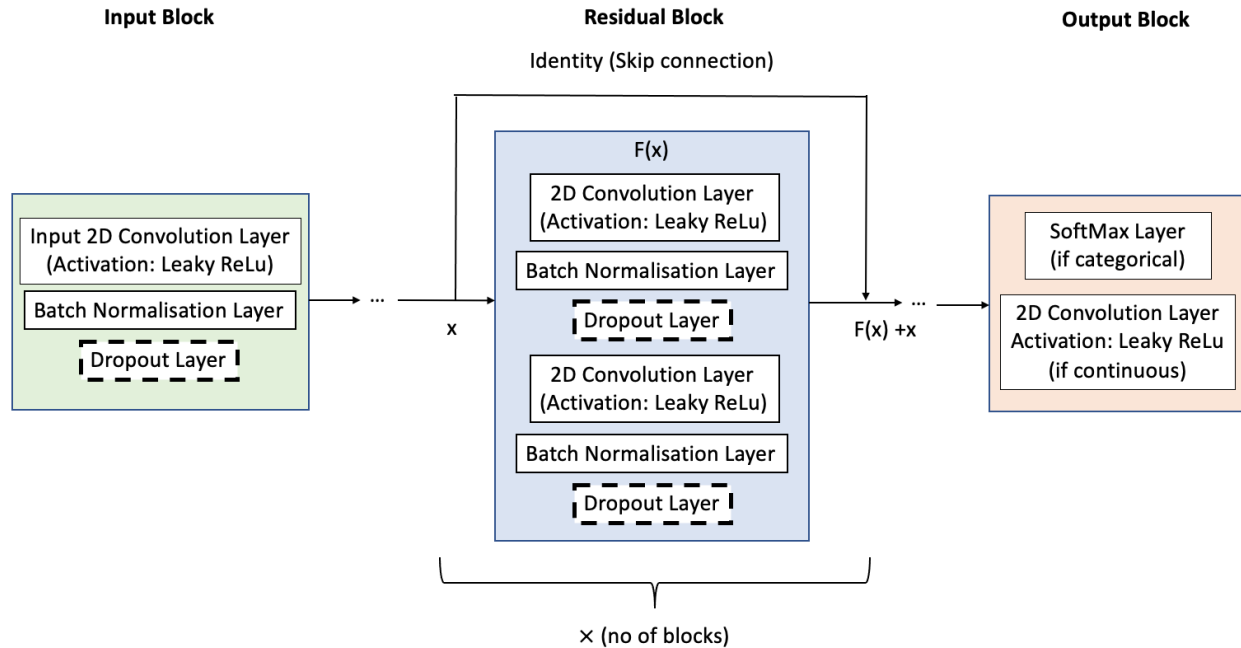 Input Block
Residual Block
Output Block
Identity (Skip connection)
Input 2D Convolution Layer
(Activation: Leaky ReLu)
Batch Normalisation Layer
Dropout Layer
...
x
F(x)
2D Convolution Layer
(Activation: Leaky ReLu)
Batch Normalisation Layer
Dropout Layer
2D Convolution Layer
(Activation: Leaky ReLu)
Batch Normalisation Layer
Dropout Layer
F(x) +x
...
SoftMax Layer
(if categorical)
2D Convolution Layer
Activation: Leaky ReLu
(if continuous)
× (no of blocks)